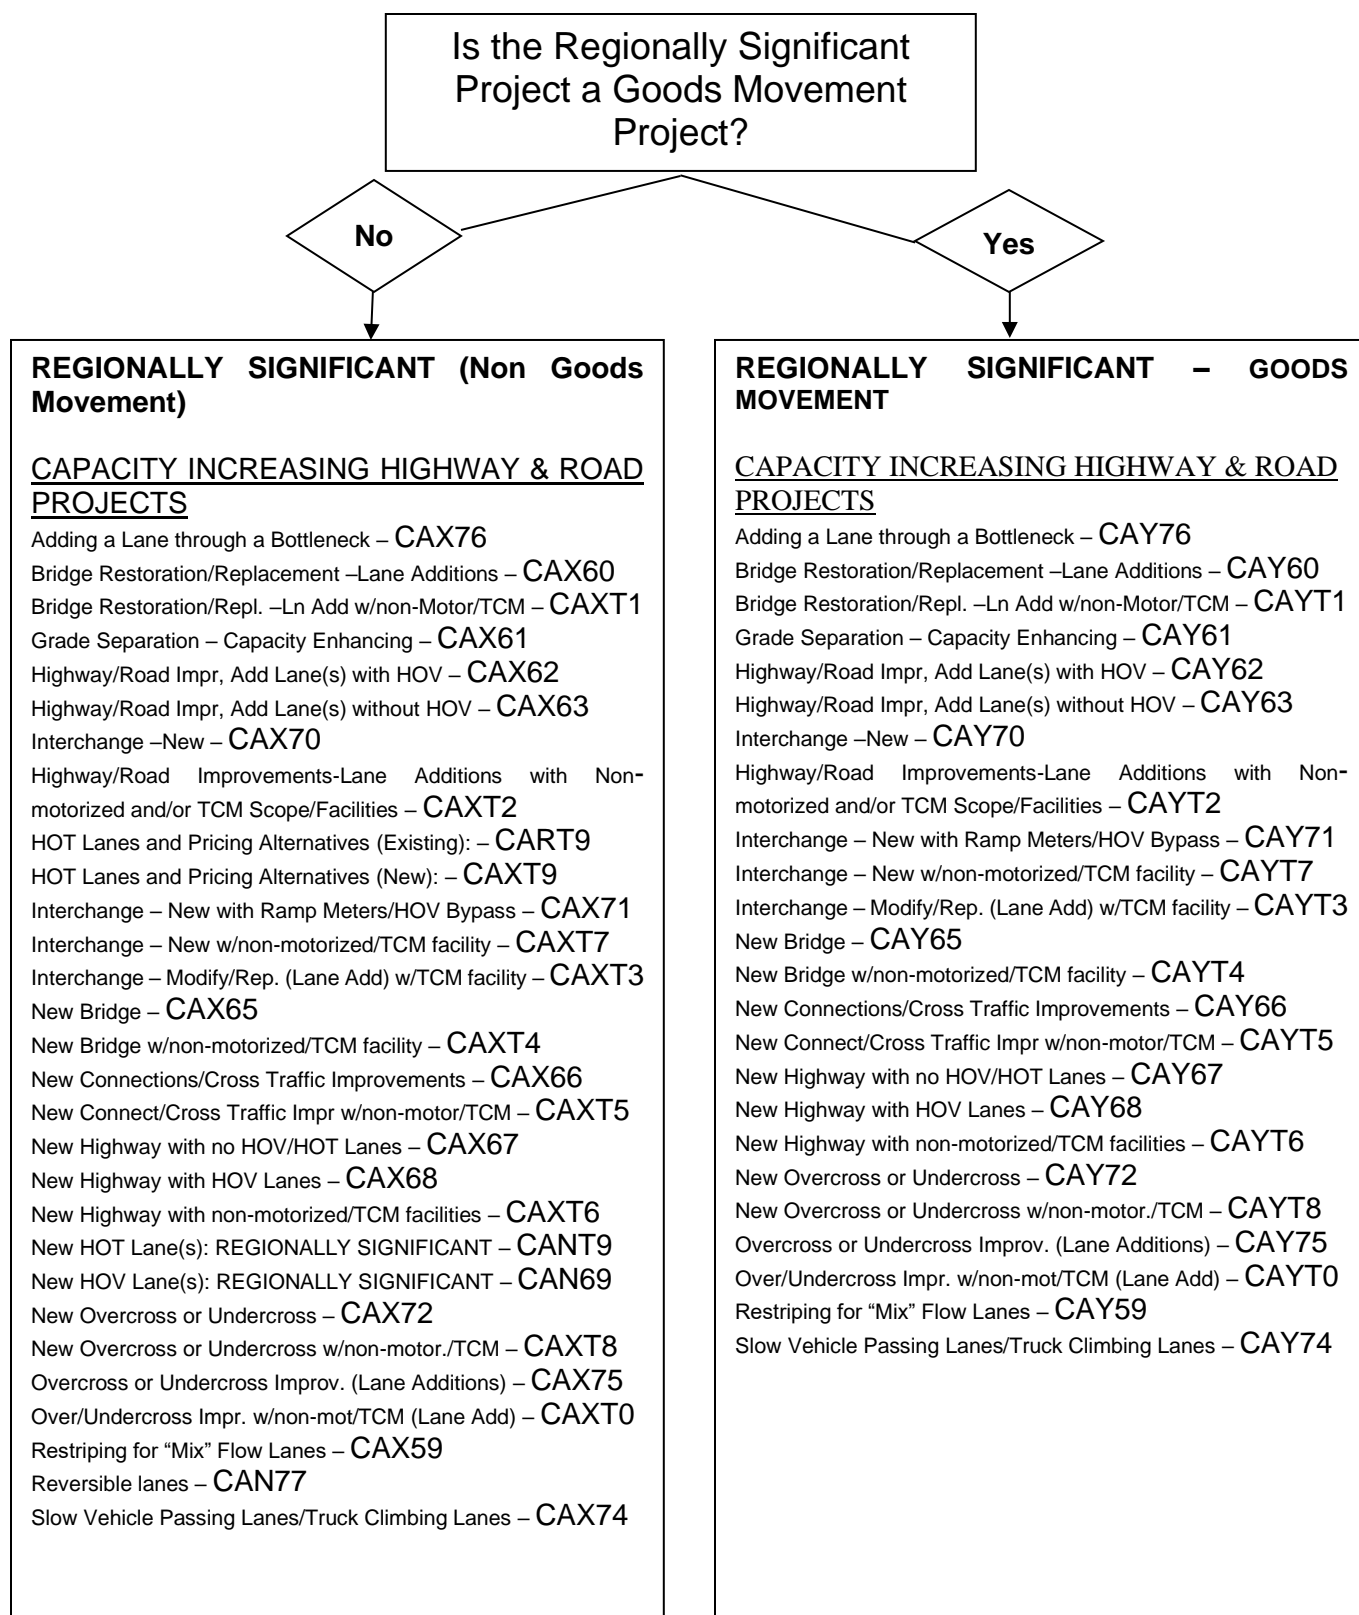 Is the Regionally Significant
Project a Goods Movement
Project?
No
Yes
REGIONALLY SIGNIFICANT (Non Goods
Movement)
CAPACITY INCREASING HIGHWAY & ROAD
PROJECTS
Adding a Lane through a Bottleneck – CAX76
Bridge Restoration/Replacement –Lane Additions – CAX60
Bridge Restoration/Repl. –Ln Add w/non-Motor/TCM – CAXT1
Grade Separation – Capacity Enhancing – CAX61
Highway/Road Impr, Add Lane(s) with HOV – CAX62
Highway/Road Impr, Add Lane(s) without HOV – CAX63
Interchange –New – CAX70
Highway/Road Improvements-Lane Additions with Non-
motorized and/or TCM Scope/Facilities – CAXT2
HOT Lanes and Pricing Alternatives (Existing): – CART9
HOT Lanes and Pricing Alternatives (New): – CAXT9
Interchange – New with Ramp Meters/HOV Bypass – CAX71
Interchange – New w/non-motorized/TCM facility – CAXT7
Interchange – Modify/Rep. (Lane Add) w/TCM facility – CAXT3
New Bridge – CAX65
New Bridge w/non-motorized/TCM facility – CAXT4
New Connections/Cross Traffic Improvements – CAX66
New Connect/Cross Traffic Impr w/non-motor/TCM – CAXT5
New Highway with no HOV/HOT Lanes – CAX67
New Highway with HOV Lanes – CAX68
New Highway with non-motorized/TCM facilities – CAXT6
New HOT Lane(s): REGIONALLY SIGNIFICANT – CANT9
New HOV Lane(s): REGIONALLY SIGNIFICANT – CAN69
New Overcross or Undercross – CAX72
New Overcross or Undercross w/non-motor./TCM – CAXT8
Overcross or Undercross Improv. (Lane Additions) – CAX75
Over/Undercross Impr. w/non-mot/TCM (Lane Add) – CAXT0
Restriping for “Mix” Flow Lanes – CAX59
Reversible lanes – CAN77
Slow Vehicle Passing Lanes/Truck Climbing Lanes – CAX74
REGIONALLY SIGNIFICANT – GOODS
MOVEMENT
CAPACITY INCREASING HIGHWAY & ROAD
PROJECTS
Adding a Lane through a Bottleneck – CAY76
Bridge Restoration/Replacement –Lane Additions – CAY60
Bridge Restoration/Repl. –Ln Add w/non-Motor/TCM – CAYT1
Grade Separation – Capacity Enhancing – CAY61
Highway/Road Impr, Add Lane(s) with HOV – CAY62
Highway/Road Impr, Add Lane(s) without HOV – CAY63
Interchange –New – CAY70
Highway/Road Improvements-Lane Additions with Non-
motorized and/or TCM Scope/Facilities – CAYT2
Interchange – New with Ramp Meters/HOV Bypass – CAY71
Interchange – New w/non-motorized/TCM facility – CAYT7
Interchange – Modify/Rep. (Lane Add) w/TCM facility – CAYT3
New Bridge – CAY65
New Bridge w/non-motorized/TCM facility – CAYT4
New Connections/Cross Traffic Improvements – CAY66
New Connect/Cross Traffic Impr w/non-motor/TCM – CAYT5
New Highway with no HOV/HOT Lanes – CAY67
New Highway with HOV Lanes – CAY68
New Highway with non-motorized/TCM facilities – CAYT6
New Overcross or Undercross – CAY72
New Overcross or Undercross w/non-motor./TCM – CAYT8
Overcross or Undercross Improv. (Lane Additions) – CAY75
Over/Undercross Impr. w/non-mot/TCM (Lane Add) – CAYT0
Restriping for “Mix” Flow Lanes – CAY59
Slow Vehicle Passing Lanes/Truck Climbing Lanes – CAY74